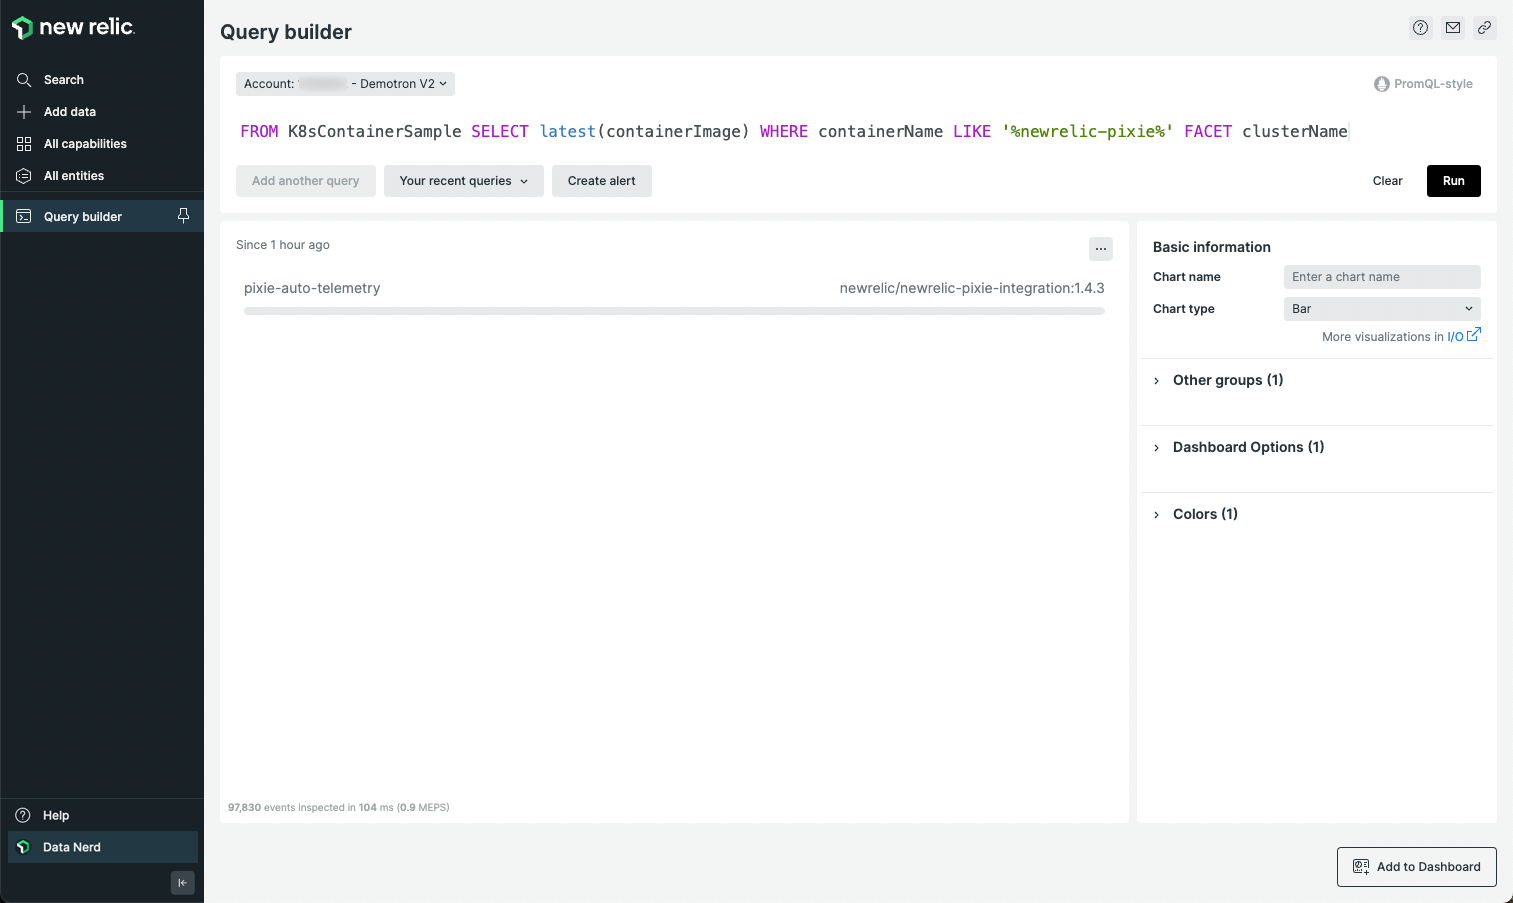 new relic.
Search
Add data
All capabilities
All entities
Query builder
Help
Data Nerd
Query builder
Account: - Demotron V2
PromQL-style
FROM K8sContainerSample SELECT latest(containerImage) WHERE containerName LIKE '%newrelic-pixie%' FACET clusterName
Add another query
Your recent queries
Create alert
Clear
Run
Since 1 hour ago
...
pixie-auto-telemetry
newrelic/newrelic-pixie-integration:1.4.3
97,830 events inspected in 104 ms (0.9 MEPS)
Basic information
Chart name
Enter a chart name
Chart type
Bar
More visualizations in I/O
Other groups (1)
Dashboard Options (1)
Colors (1)
Add to Dashboard